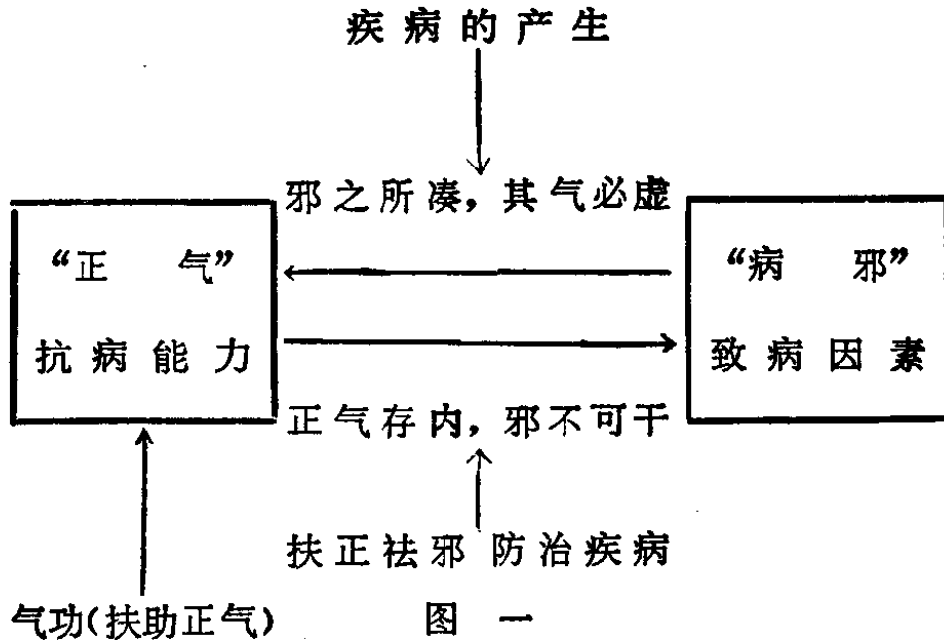 疾病的产生
邪之所凑，其气必虚
“正 气”
“病 邪”
抗病能力
致病因素
正气存内，邪不可干
扶正祛邪 防治疾病
气功(扶助正气)
图 一